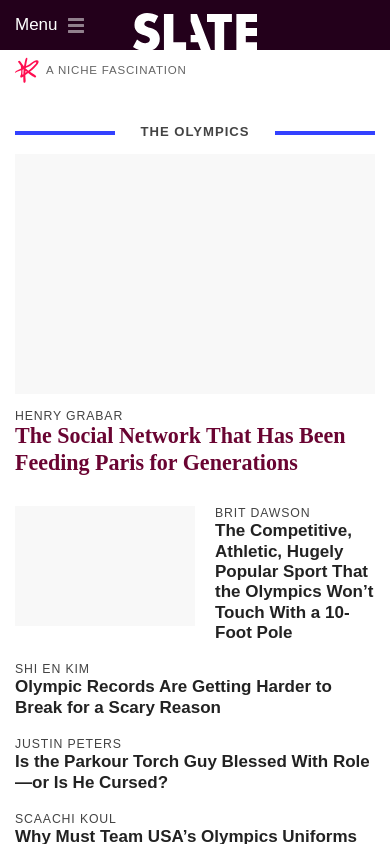 Menu
SLATE
A NICHE FASCINATION
THE OLYMPICS
HENRY GRABAR
The Social Network That Has Been
Feeding Paris for Generations
BRIT DAWSON
The Competitive,
Athletic, Hugely
Popular Sport That
the Olympics Won’t
Touch With a 10-
Foot Pole
SHI EN KIM
Olympic Records Are Getting Harder to
Break for a Scary Reason
JUSTIN PETERS
Is the Parkour Torch Guy Blessed With Role
—or Is He Cursed?
SCAACHI KOUL
Why Must Team USA’s Olympics Uniforms